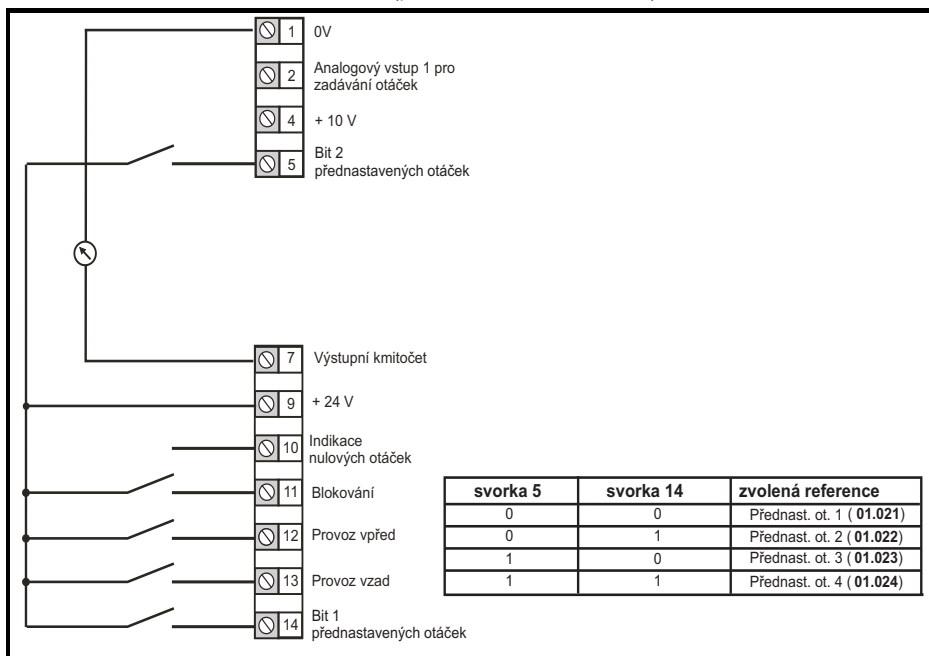 1 0V
2 Analogový vstup 1 pro
zadávání otáček
4 + 10 V
5 Bit 2
přednastavených otáček
7 Výstupní kmitočet
9 + 24 V
10 Indikace
nulových otáček
11 Blokování
12 Provoz vpřed
13 Provoz vzad
14 Bit 1
přednastavených otáček
svorka 5 svorka 14 zvolená reference
0 0 Přednast. ot. 1 ( 01.021)
0 1 Přednast. ot. 2 ( 01.022)
1 0 Přednast. ot. 3 ( 01.023)
1 1 Přednast. ot. 4 ( 01.024)